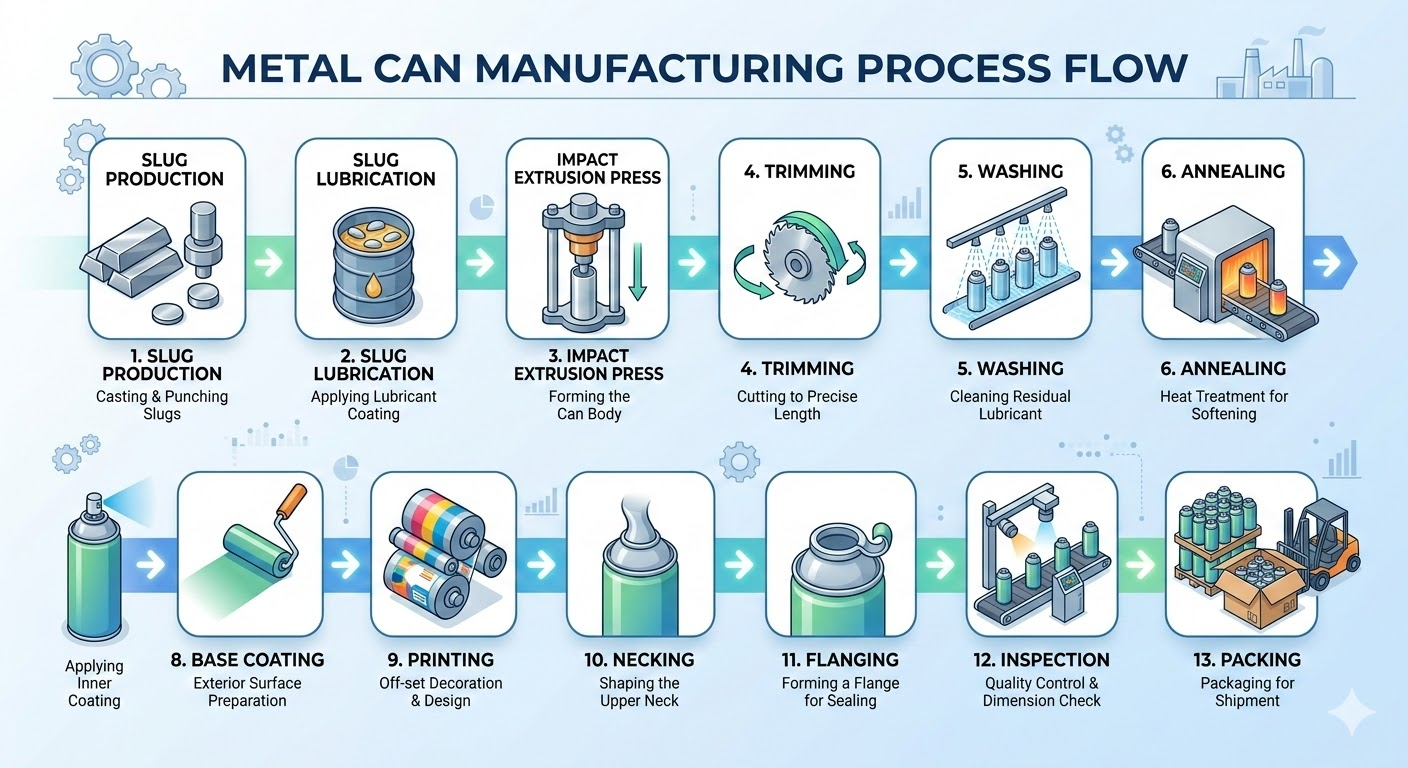 METAL CAN MANUFACTURING PROCESS FLOW
SLUG
PRODUCTION
1. SLUG
PRODUCTION
Casting & Punching
Slugs
SLUG
LUBRICATION
2. SLUG
LUBRICATION
Applying Lubricant
Coating
IMPACT
EXTRUSION PRESS
3. IMPACT
EXTRUSION PRESS
Forming the
Can Body
4. TRIMMING
4. TRIMMING
Cutting to Precise
Length
5. WASHING
5. WASHING
Cleaning Residual
Lubricant
6. ANNEALING
6. ANNEALING
Heat Treatment for
Softening
Applying
Inner
Coating
8. BASE COATING
Exterior Surface
Preparation
9. PRINTING
Off-set Decoration
& Design
10. NECKING
Shaping the
Upper Neck
11. FLANGING
Forming a Flange
for Sealing
12. INSPECTION
Quality Control &
Dimension Check
13. PACKING
Packaging for
Shipment